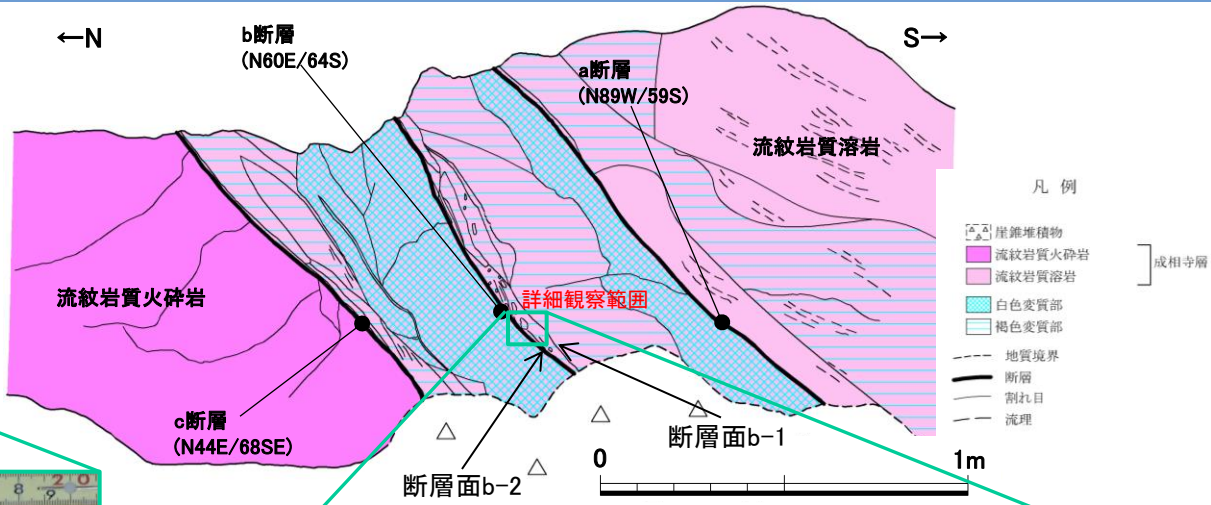 ←N
S→
b断層
(N60E/64S)
a断層
(N89W/59S)
流紋岩質溶岩
流紋岩質火砕岩
詳細観察範囲
c断層
(N44E/68SE)
断層面b-1
断層面b-2
0
1m
凡 例
崖錐堆積物
流紋岩質火砕岩
流紋岩質溶岩
成相寺層
白色変質部
褐色変質部
地質境界
断層
割れ目
流理
8 9 20